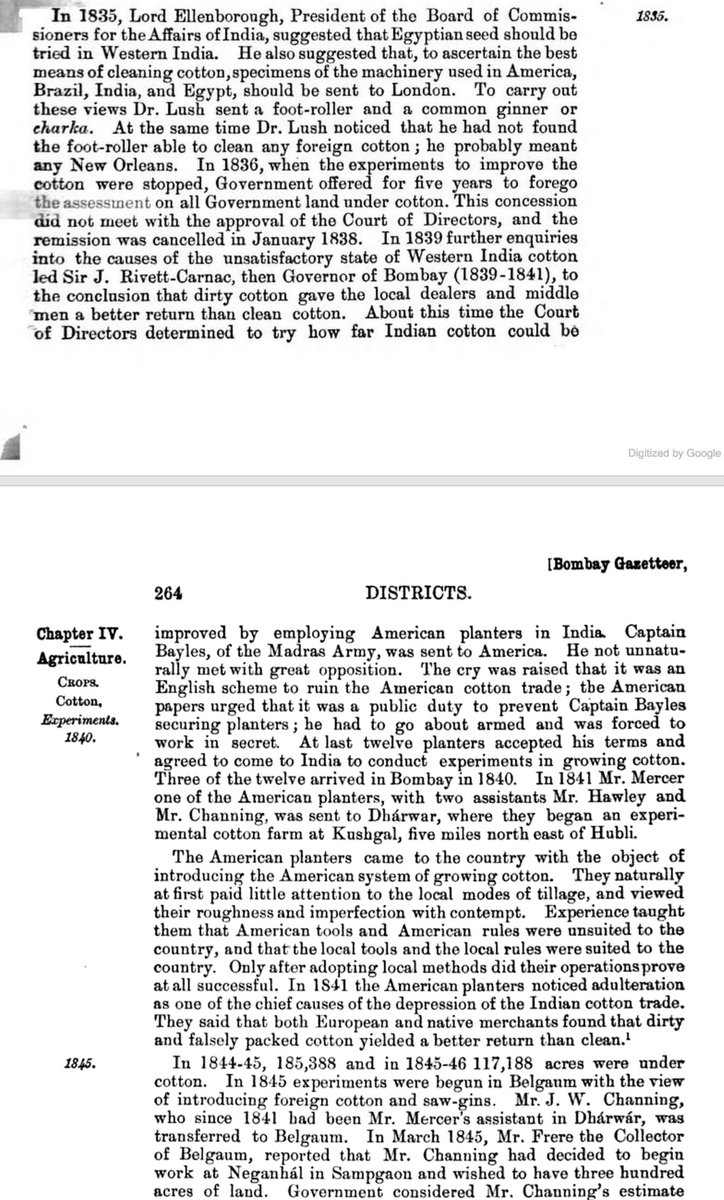 In 1835, Lord Ellenborough, President of the Board of Commis-
1835.
sioners for the Affairs of India, suggested that Egyptian seed should be
tried in Western India. He also suggested that, to ascertain the best
means of cleaning cotton, specimens of the machinery used in America,
Brazil, India, and Egypt, should be sent to London. To carry out
these views Dr. Lush sent a foot-roller and a common ginner or
charka. At the same time Dr. Lush noticed that he had not found
the foot-roller able to clean any foreign cotton ; he probably meant
any New Orleans. In 1836, when the experiments to improve the
cotton were stopped, Government offered for five years to forego
the assessment on all Government land under cotton. This concession
did not meet with the approval of the Court of Directors, and the
remission was cancelled in January 1838. In 1839 further enquiries
into the causes of the unsatisfactory state of Western India cotton
led Sir J. Rivett-Carnac, then Governor of Bombay (1839-1841), to
the conclusion that dirty cotton gave the local dealers and middle
men a better return than clean cotton. About this time the Court
of Directors determined to try how far Indian cotton could be
Digitized by Google
[Bombay Gazetteer,
264 DISTRICTS.
Chapter IV.
Agriculture.
CROPS.
Cotton,
Experiments.
1840.
improved by employing American planters in India. Captain
Bayles, of the Madras Army, was sent to America. He not unnatu-
rally met with great opposition. The cry was raised that it was an
English scheme to ruin the American cotton trade ; the American
papers urged that it was a public duty to prevent Captain Bayles
securing planters ; he had to go about armed and was forced to
work in secret. At last twelve planters accepted his terms and
agreed to come to India to conduct experiments in growing cotton.
Three of the twelve arrived in Bombay in 1840. In 1841 Mr. Mercer
one of the American planters, with two assistants Mr. Hawley and
Mr. Channing, was sent to Dhárwar, where they began an experi-
mental cotton farm at Kushgal, five miles north east of Hubli.
The American planters came to the country with the object of
introducing the American system of growing cotton. They naturally
at first paid little attention to the local modes of tillage, and viewed
their roughness and imperfection with contempt. Experience taught
them that American tools and American rules were unsuited to the
country, and that the local tools and the local rules were suited to the
country. Only after adopting local methods did their operations prove
at all successful. In 1841 the American planters noticed adulteration
as one of the chief causes of the depression of the Indian cotton trade.
They said that both European and native merchants found that dirty
and falsely packed cotton yielded a better return than clean.¹
1845.
In 1844-45, 185,388 and in 1845-46 117,188 acres were under
cotton. In 1845 experiments were begun in Belgaum with the view
of introducing foreign cotton and saw-gins. Mr. J. W. Channing,
who since 1841 had been Mr. Mercer's assistant in Dhárwár, was
transferred to Belgaum. In March 1845, Mr. Frere the Collector
of Belgaum, reported that Mr. Channing had decided to begin
work at Neganhál in Sampgaon and wished to have three hundred
acres of land. Government considered Mr. Channing's estimate